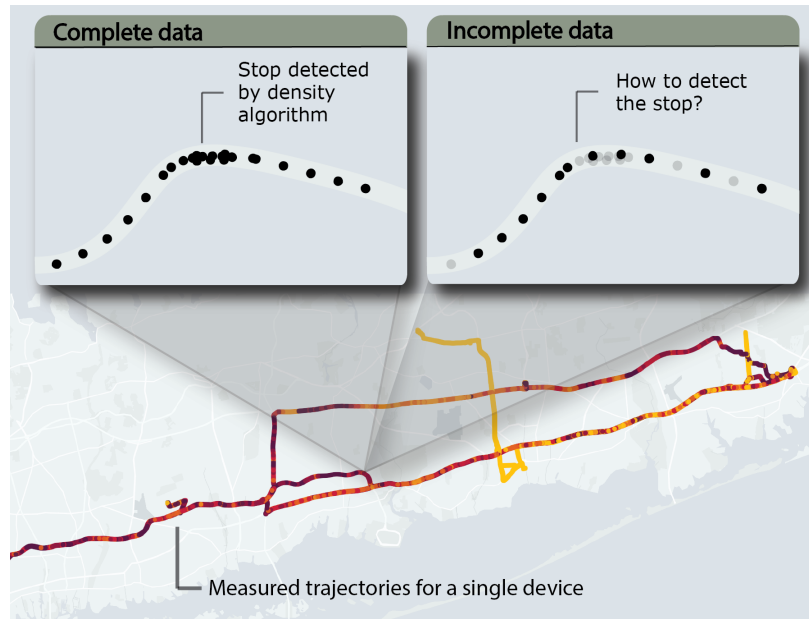 Complete data
Stop detected
by density
algorithm
Incomplete data
How to detect
the stop?
Measured trajectories for a single device